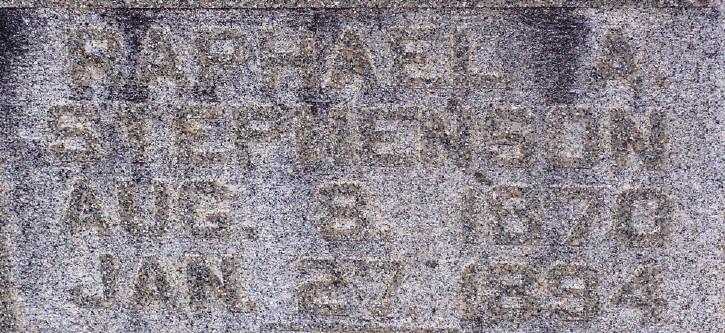 RAPHAEL A.
STEPHENSON
AUG. 8. 1870
JAN. 27. 1894